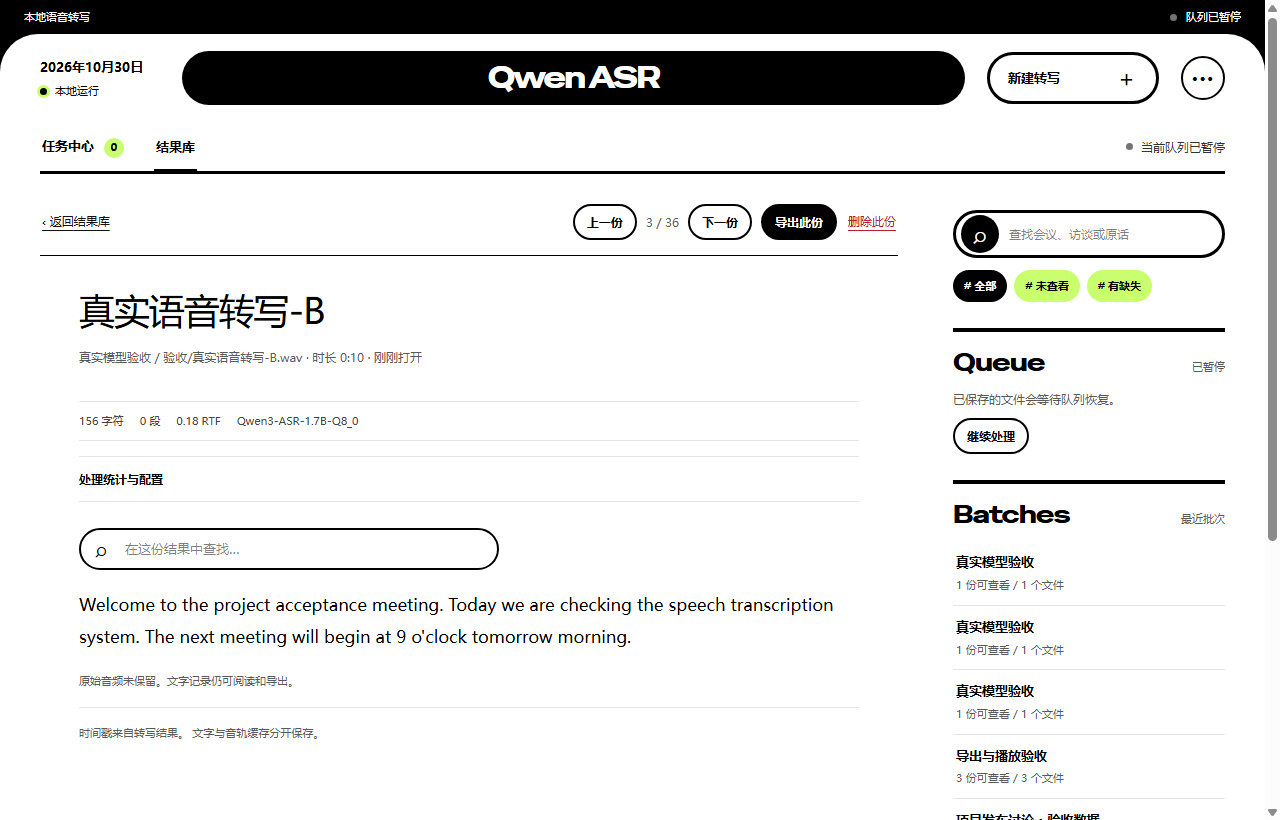 本地语音转写
队列已暂停
2026年10月30日
本地运行
Qwen ASR
新建转写 +
任务中心 0
结果库
当前队列已暂停
‹ 返回结果库
上一份
3 / 36
下一份
导出此份
删除此份
真实语音转写-B
真实模型验收 / 验收/真实语音转写-B.wav · 时长 0:10 · 刚刚打开
156 字符 0 段 0.18 RTF Qwen3-ASR-1.7B-Q8_0
处理统计与配置
在这份结果中查找...
Welcome to the project acceptance meeting. Today we are checking the speech transcription
system. The next meeting will begin at 9 o'clock tomorrow morning.
原始音频未保留。文字记录仍可阅读和导出。
时间戳来自转写结果。 文字与音轨缓存分开保存。
查找会议、访谈或原话
# 全部
# 未查看
# 有缺失
Queue
已暂停
已保存的文件会等待队列恢复。
继续处理
Batches
最近批次
真实模型验收
1 份可查看 / 1 个文件
真实模型验收
1 份可查看 / 1 个文件
真实模型验收
1 份可查看 / 1 个文件
导出与播放验收
3 份可查看 / 3 个文件
项目发布讨论 · 验收数据